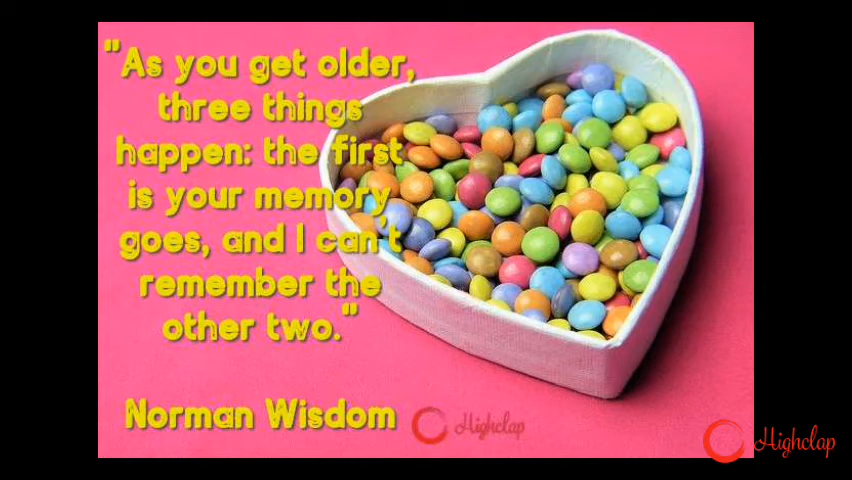 "As you get older,
three things
happen: the first
is your memory
goes, and I can't
remember the
other two."
Norman Wisdom
Highclap
Highclap